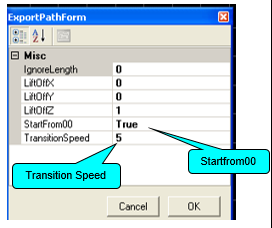 ExportPathForm
Misc
IgnoreLength 0
LiftOffX 0
LiftOffY 0
LiftOffZ 1
StartFrom00 True
TransitionSpeed 5
Startfrom00
Transition Speed
Cancel OK